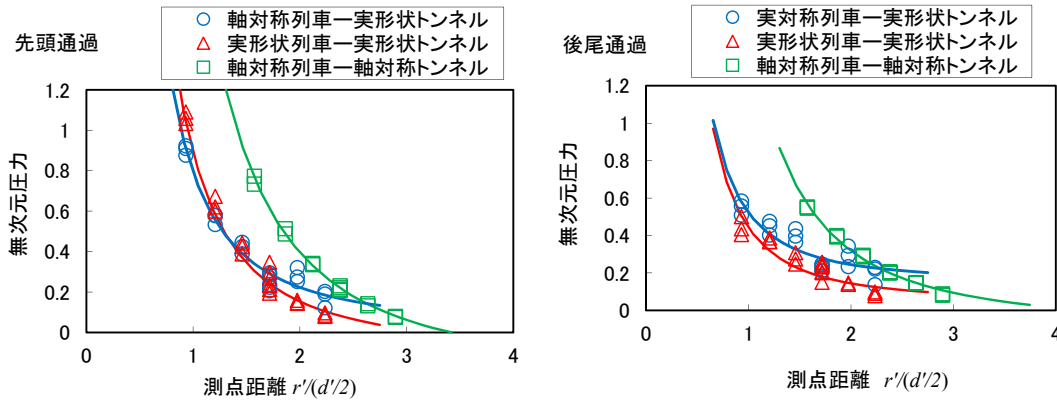 先頭通過
軸対称列車ー実形状トンネル
実形状列車ー実形状トンネル
軸対称列車ー軸対称トンネル
無次元圧力
1.2
1
0.8
0.6
0.4
0.2
0
0 1 2 3 4
測点距離 r'/(d'/2)
後尾通過
実対称列車ー実形状トンネル
実形状列車ー実形状トンネル
軸対称列車ー軸対称トンネル
無次元圧力
1.2
1
0.8
0.6
0.4
0.2
0
0 1 2 3 4
測点距離 r'/(d'/2)